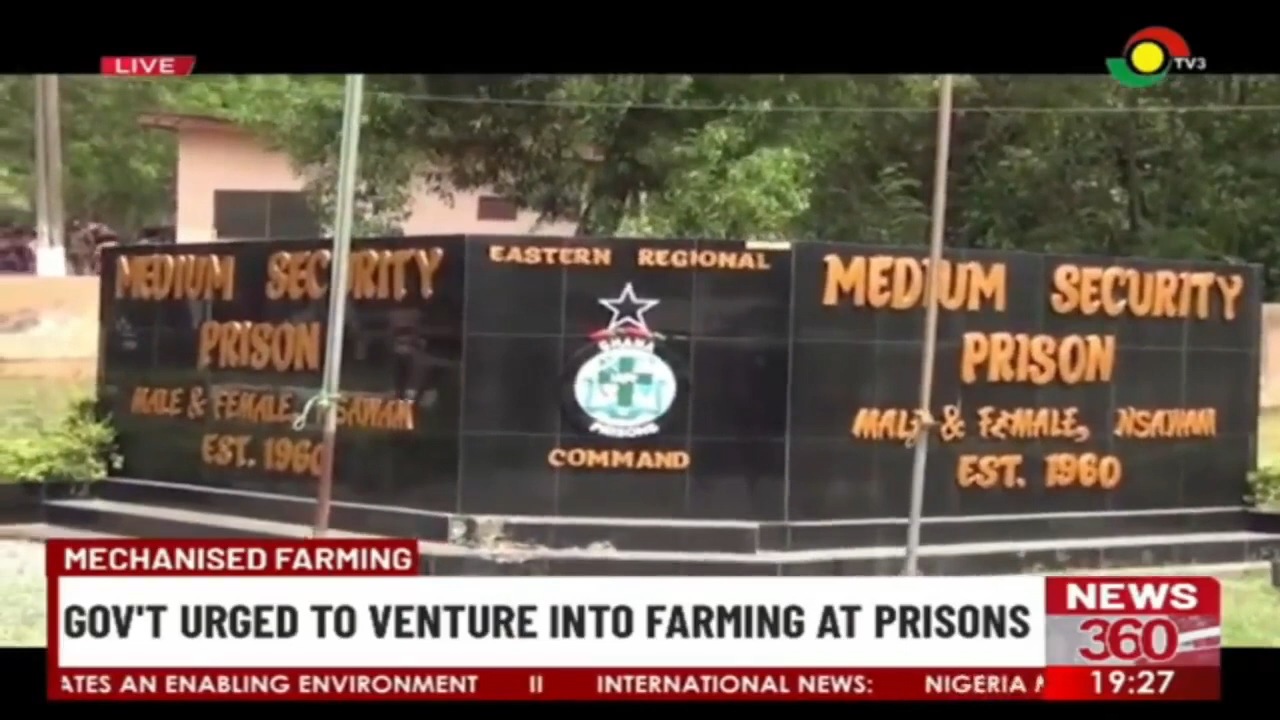 LIVE
TV3
MEDIUM SECURITY
PRISON
MALE & FEMALE, NSAWAM
EST. 1960
EASTERN REGIONAL
GHANA
PRISONS
COMMAND
MEDIUM SECURITY
PRISON
MALE & FEMALE, NSAWAM
EST. 1960
MECHANISED FARMING
GOV'T URGED TO VENTURE INTO FARMING AT PRISONS
NEWS
360
ATES AN ENABLING ENVIRONMENT II INTERNATIONAL NEWS: NIGERIA
19:27